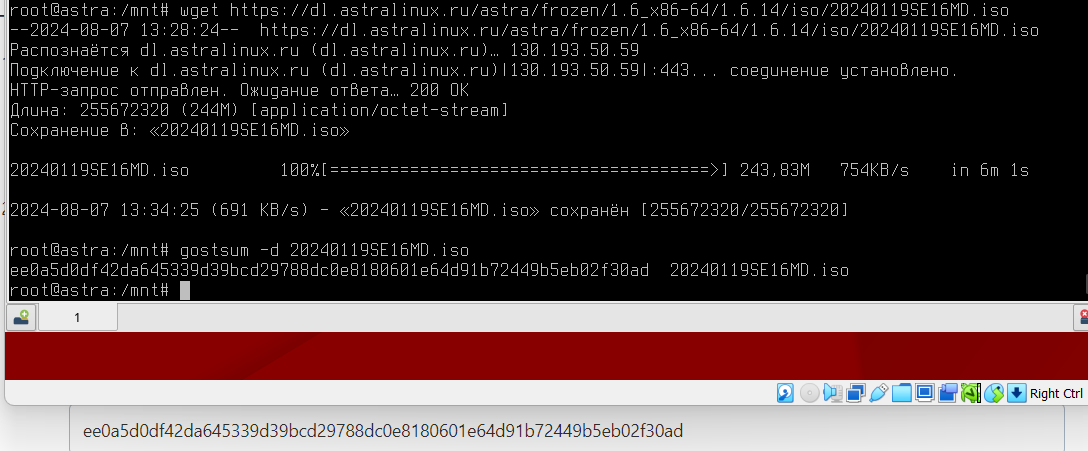 root@astra:/mnt# wget https://dl.astralinux.ru/astra/frozen/1.6_x86-64/1.6.14/iso/20240119SE16MD.iso
--2024-08-07 13:28:24--  https://dl.astralinux.ru/astra/frozen/1.6_x86-64/1.6.14/iso/20240119SE16MD.iso
Распознаётся dl.astralinux.ru (dl.astralinux.ru)… 130.193.50.59
Подключение к dl.astralinux.ru (dl.astralinux.ru)|130.193.50.59|:443... соединение установлено.
HTTP-запрос отправлен. Ожидание ответа… 200 OK
Длина: 255672320 (244M) [application/octet-stream]
Сохранение в: «20240119SE16MD.iso»
20240119SE16MD.iso         100%[======================================>] 243,83M   754KB/s    in 6m 1s
2024-08-07 13:34:25 (691 KB/s) - «20240119SE16MD.iso» сохранён [255672320/255672320]
root@astra:/mnt# gostsum -d 20240119SE16MD.iso
ee0a5d0df42da645339d39bcd29788dc0e8180601e64d91b72449b5eb02f30ad  20240119SE16MD.iso
root@astra:/mnt#
1
Right Ctrl
ee0a5d0df42da645339d39bcd29788dc0e8180601e64d91b72449b5eb02f30ad